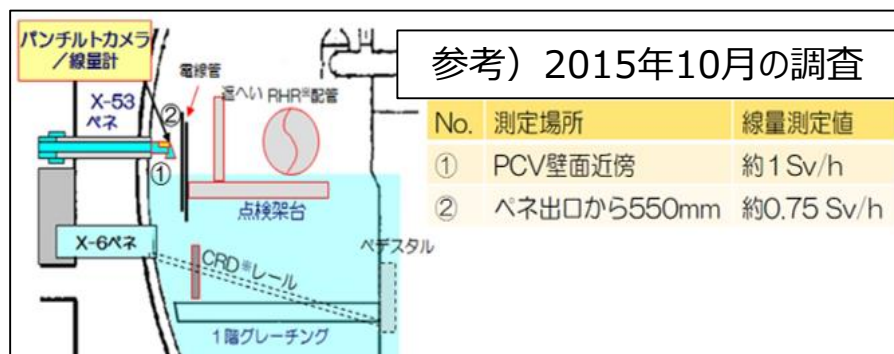 参考）2015年10月の調査
パンチルトカメラ
／線量計
X-53
ペネ
②
①
電線管
遮へい
RHR※配管
点検架台
X-6ペネ
CRD※レール
ペデスタル
1階グレーチング
No. 測定場所 線量測定値
① PCV壁面近傍 約1Sv/h
② ペネ出口から550mm 約0.75 Sv/h